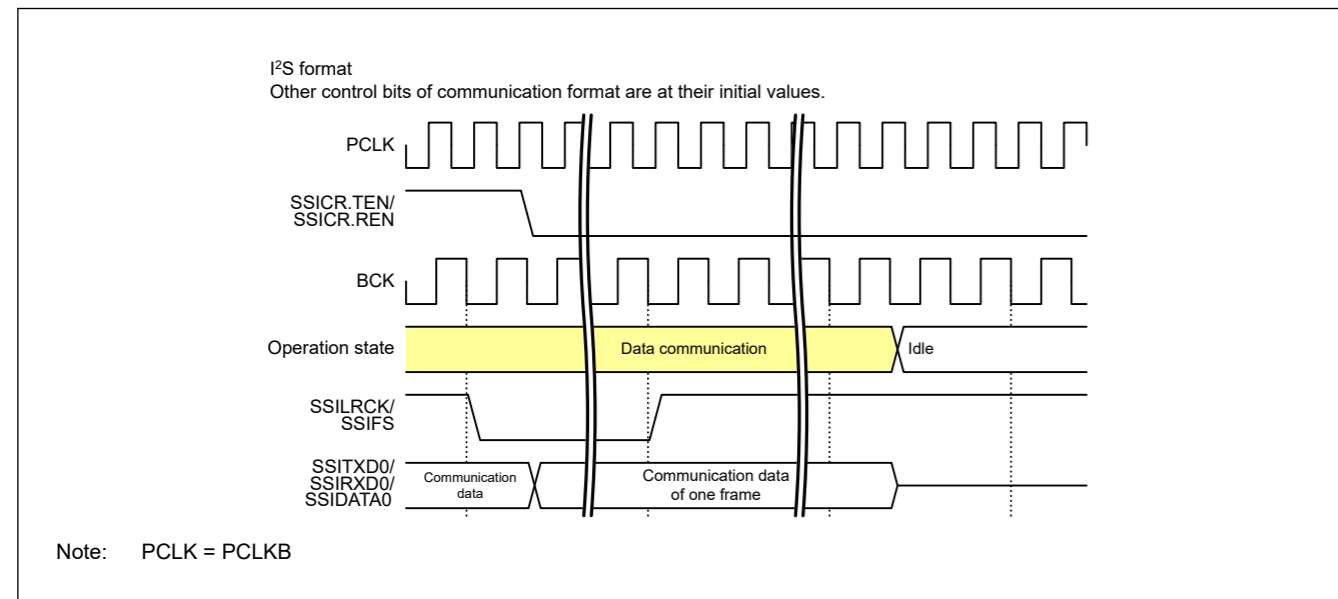 I²S format
Other control bits of communication format are at their initial values.
PCLK
SSICR.TEN/
SSICR.REN
BCK
Operation state
Data communication
Idle
SSILRCK/
SSIFS
SSITXD0/
SSIRXD0/
SSIDATA0
Communication
data
Communication data
of one frame
Note: PCLK = PCLKB